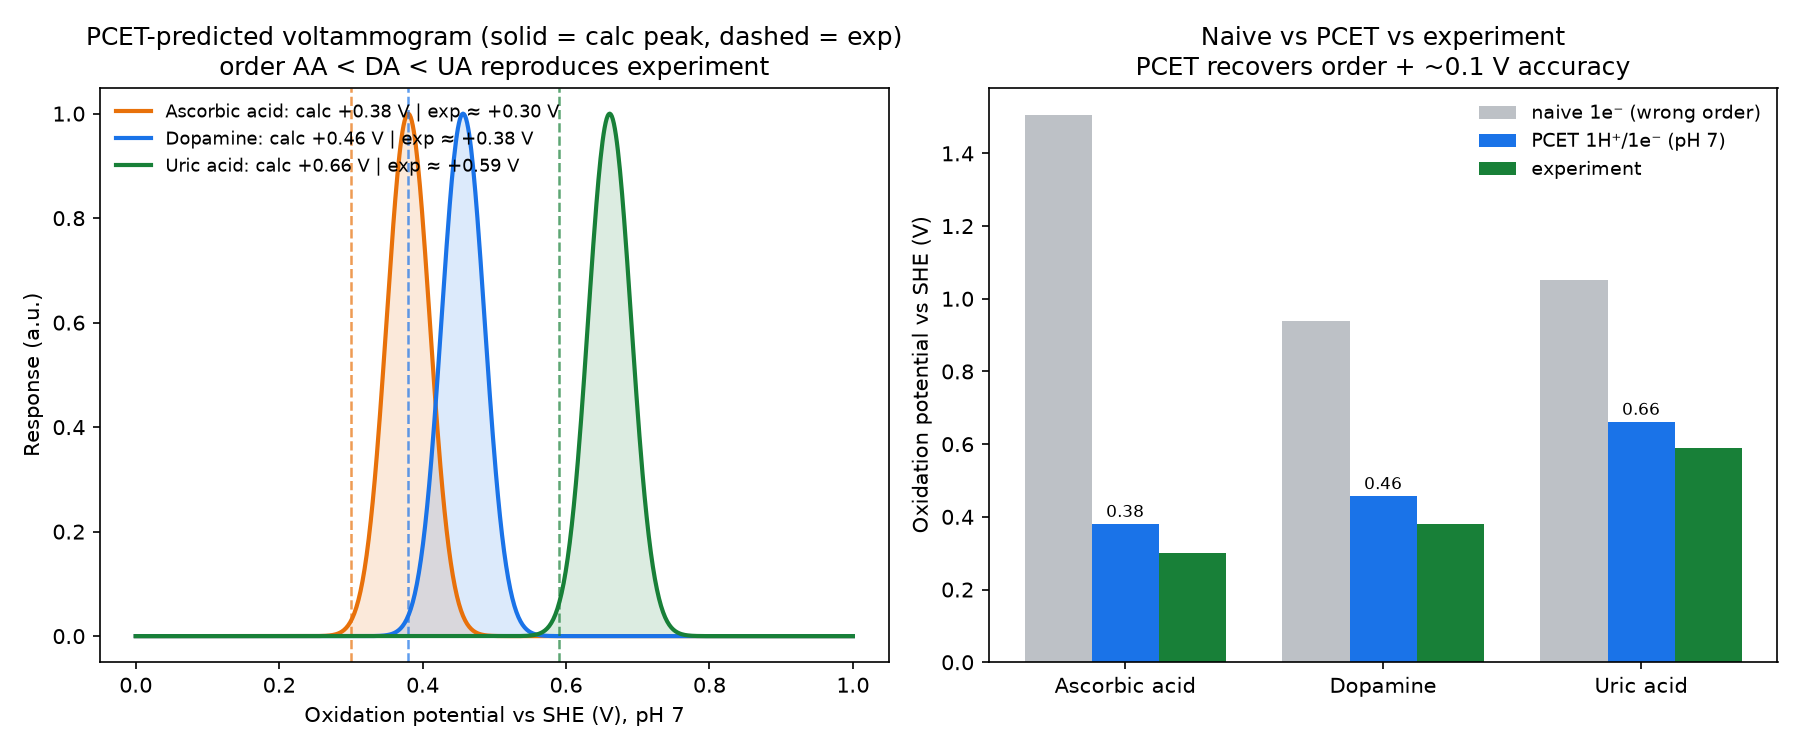 PCET-predicted voltammogram (solid = calc peak, dashed = exp)
order AA < DA < UA reproduces experiment
Ascorbic acid: calc +0.38 V | exp ≈ +0.30 V
Dopamine: calc +0.46 V | exp ≈ +0.38 V
Uric acid: calc +0.66 V | exp ≈ +0.59 V
Response (a.u.)
1.0
0.8
0.6
0.4
0.2
0.0
0.0 0.2 0.4 0.6 0.8 1.0
Oxidation potential vs SHE (V), pH 7
Naive vs PCET vs experiment
PCET recovers order + ~0.1 V accuracy
naive 1e⁻ (wrong order)
PCET 1H⁺/1e⁻ (pH 7)
experiment
Oxidation potential vs SHE (V)
1.4
1.2
1.0
0.8
0.6
0.4
0.2
0.0
0.38
0.46
0.66
Ascorbic acid Dopamine Uric acid